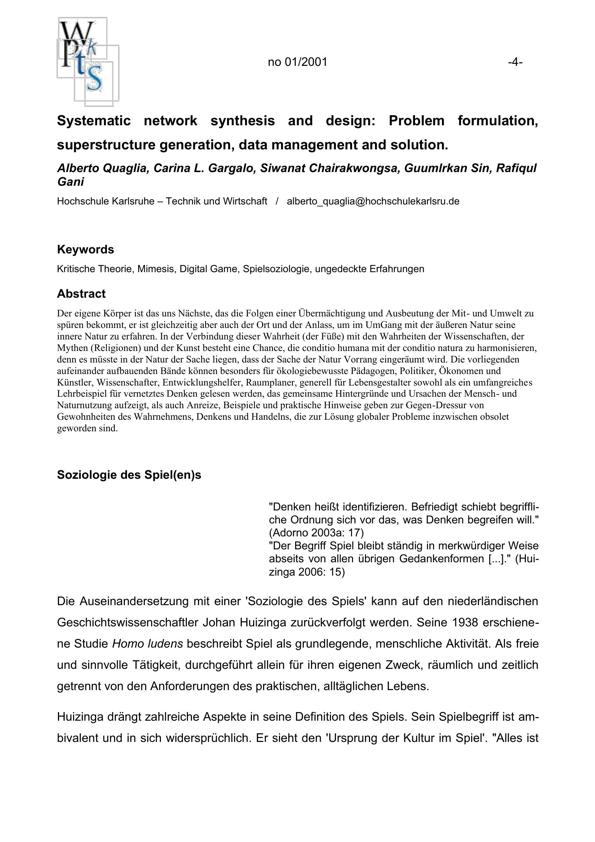 W
Pkts
no 01/2001 -4-
Systematic network synthesis and design: Problem formulation,
superstructure generation, data management and solution.
Alberto Quaglia, Carina L. Gargalo, Siwanat Chairakwongsa, GuumIrkan Sin, Rafiqul
Gani
Hochschule Karlsruhe – Technik und Wirtschaft / alberto_quaglia@hochschulekarlsru.de
Keywords
Kritische Theorie, Mimesis, Digital Game, Spielsoziologie, ungedeckte Erfahrungen
Abstract
Der eigene Körper ist das uns Nächste, das die Folgen einer Übermächtigung und Ausbeutung der Mit- und Umwelt zu
spüren bekommt, er ist gleichzeitig aber auch der Ort und der Anlass, um im UmGang mit der äußeren Natur seine
innere Natur zu erfahren. In der Verbindung dieser Wahrheit (der Füße) mit den Wahrheiten der Wissenschaften, der
Mythen (Religionen) und der Kunst besteht eine Chance, die conditio humana mit der conditio natura zu harmonisieren,
denn es müsste in der Natur der Sache liegen, dass der Sache der Natur Vorrang eingeräumt wird. Die vorliegenden
aufeinander aufbauenden Bände können besonders für ökologiebewusste Pädagogen, Politiker, Ökonomen und
Künstler, Wissenschafter, Entwicklungshelfer, Raumplaner, generell für Lebensgestalter sowohl als ein umfangreiches
Lehrbeispiel für vernetztes Denken gelesen werden, das gemeinsame Hintergründe und Ursachen der Mensch- und
Naturnutzung aufzeigt, als auch Anreize, Beispiele und praktische Hinweise geben zur Gegen-Dressur von
Gewohnheiten des Wahrnehmens, Denkens und Handelns, die zur Lösung globaler Probleme inzwischen obsolet
geworden sind.
Soziologie des Spiel(en)s
"Denken heißt identifizieren. Befriedigt schiebt begriffli-
che Ordnung sich vor das, was Denken begreifen will."
(Adorno 2003a: 17)
"Der Begriff Spiel bleibt ständig in merkwürdiger Weise
abseits von allen übrigen Gedankenformen [...]." (Hui-
zinga 2006: 15)
Die Auseinandersetzung mit einer 'Soziologie des Spiels' kann auf den niederländischen
Geschichtswissenschaftler Johan Huizinga zurückverfolgt werden. Seine 1938 erschiene-
ne Studie Homo ludens beschreibt Spiel als grundlegende, menschliche Aktivität. Als freie
und sinnvolle Tätigkeit, durchgeführt allein für ihren eigenen Zweck, räumlich und zeitlich
getrennt von den Anforderungen des praktischen, alltäglichen Lebens.
Huizinga drängt zahlreiche Aspekte in seine Definition des Spiels. Sein Spielbegriff ist am-
bivalent und in sich widersprüchlich. Er sieht den 'Ursprung der Kultur im Spiel'. "Alles ist